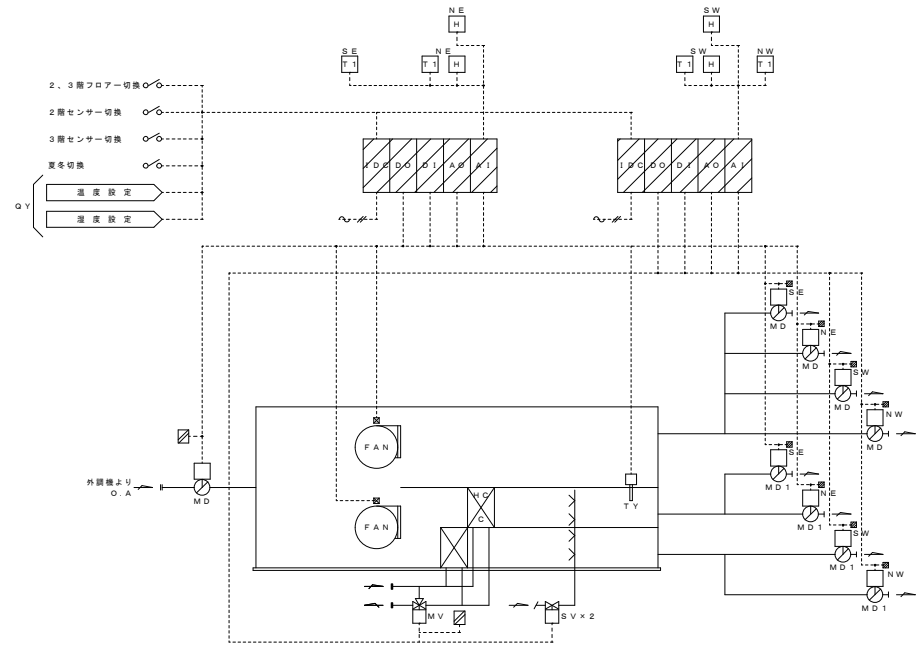 NE
H
SW
H
SE
T1
NE
T1
H
SW
T1
H
NW
T1
2、3階フロアー切換
2階センサー切換
3階センサー切換
夏冬切換
QY
温度設定
湿度設定
IDC DO DI AO AI
IDC DO DI AO AI
SE
MD
NE
MD
SW
MD
NW
MD
FAN
外調機より
O.A
MD
FAN
HC
C
TY
SE
MD1
NE
MD1
SW
MD1
NW
MD1
MV
SV×2